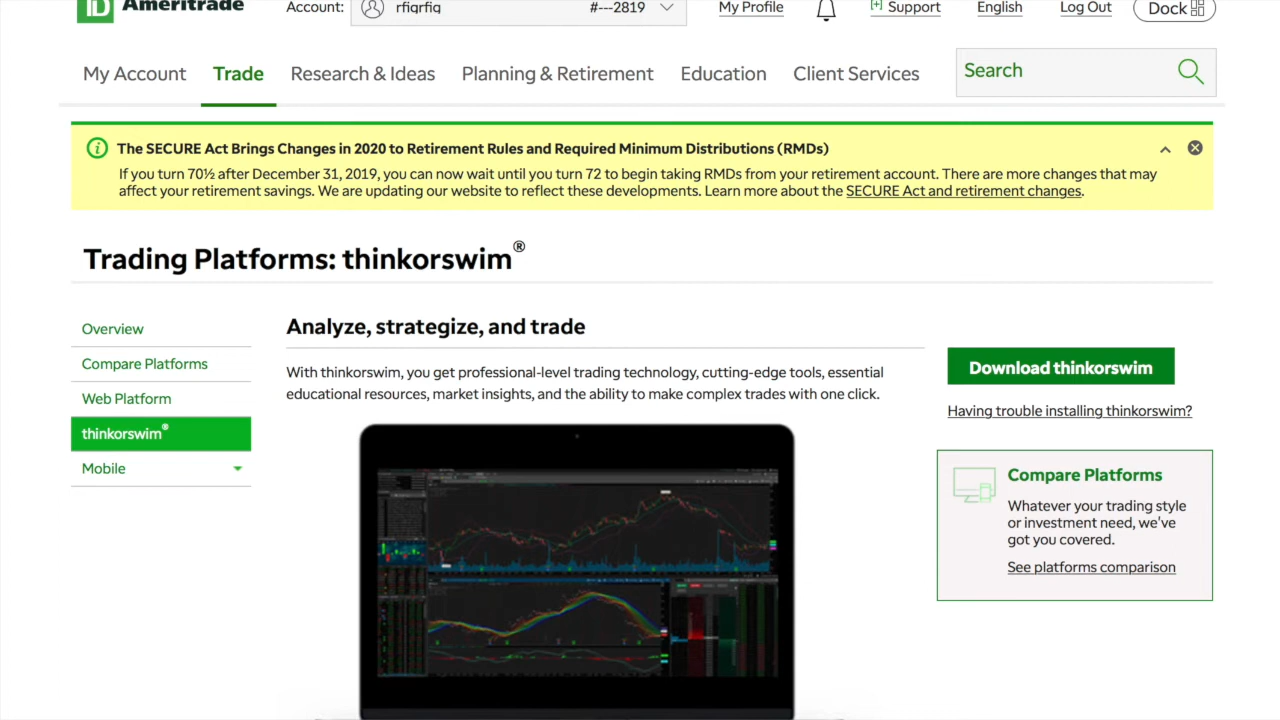 TD Ameritrade Account: rfiqrfiq #---2819 My Profile Support English Log Out Dock
My Account Trade Research & Ideas Planning & Retirement Education Client Services Search
The SECURE Act Brings Changes in 2020 to Retirement Rules and Required Minimum Distributions (RMDs)
If you turn 70½ after December 31, 2019, you can now wait until you turn 72 to begin taking RMDs from your retirement account. There are more changes that may
affect your retirement savings. We are updating our website to reflect these developments. Learn more about the SECURE Act and retirement changes.
Trading Platforms: thinkorswim®
Overview
Compare Platforms
Web Platform
thinkorswim®
Mobile
Analyze, strategize, and trade
With thinkorswim, you get professional-level trading technology, cutting-edge tools, essential
educational resources, market insights, and the ability to make complex trades with one click.
Download thinkorswim
Having trouble installing thinkorswim?
Compare Platforms
Whatever your trading style
or investment need, we've
got you covered.
See platforms comparison